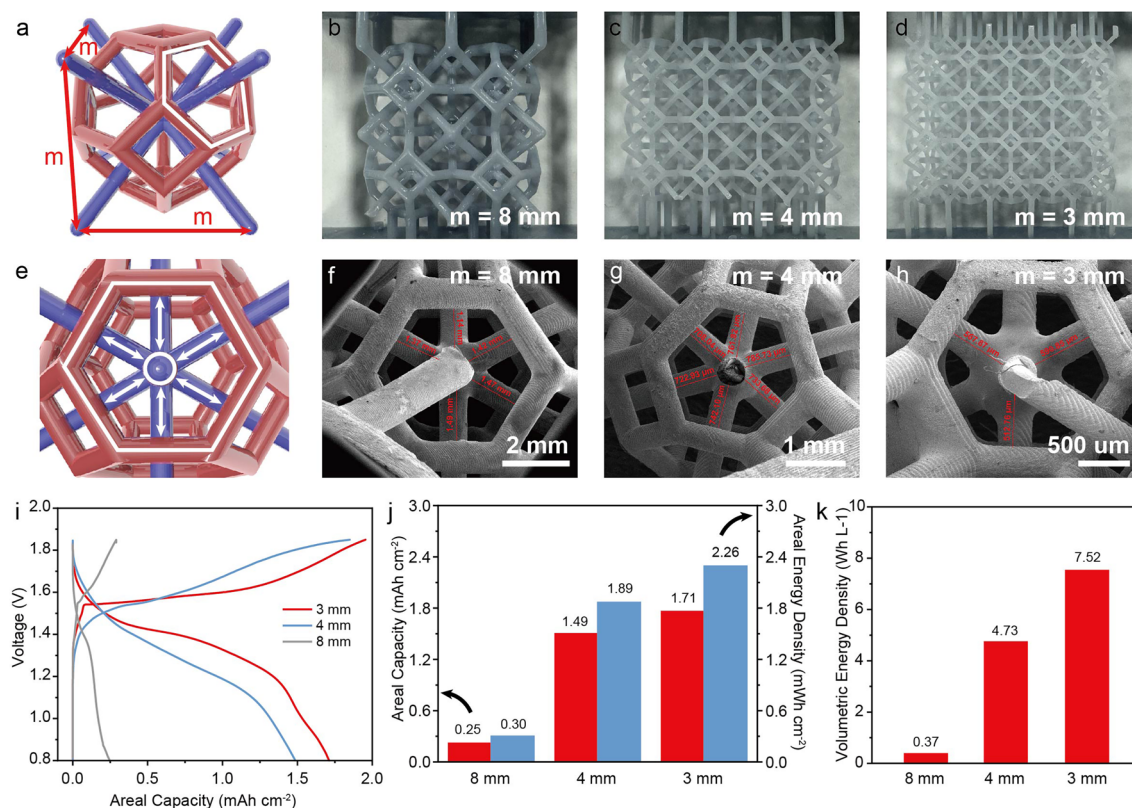 a
m
m
m
b
m = 8 mm
c
m = 4 mm
d
m = 3 mm
e
f
m = 8 mm
2 mm
g
m = 4 mm
1 mm
h
m = 3 mm
500 um
i
2.0
1.8
1.6
1.4
1.2
1.0
0.8
Voltage (V)
3 mm
4 mm
8 mm
0.0
0.5
1.0
1.5
2.0
Areal Capacity (mAh cm-2)
j
3.0
2.4
1.8
1.2
0.6
0.0
Areal Capacity (mAh cm-2)
0.25
0.30
1.49
1.89
1.71
2.26
8 mm
4 mm
3 mm
3.0
2.4
1.8
1.2
0.6
0.0
Areal Energy Density (mWh cm-2)
k
10
8
6
4
2
0
Volumetric Energy Density (Wh L-1)
0.37
4.73
7.52
8 mm
4 mm
3 mm